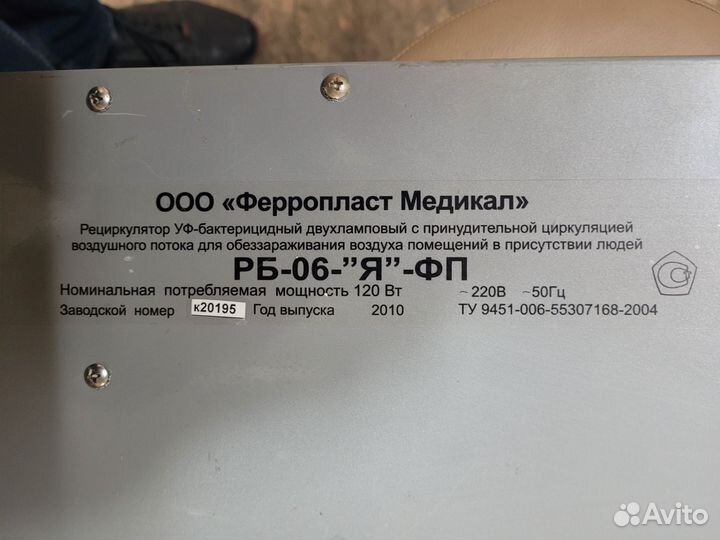 ООО «Ферропласт Медикал»
Рециркулятор УФ-бактерицидный двухламповый с принудительной циркуляцией
воздушного потока для обеззараживания воздуха помещений в присутствии людей
РБ-06-”Я”-ФП
Номинальная потребляемая мощность 120 Вт ~220В ~50Гц
Заводской номер к20195 Год выпуска 2010 ТУ 9451-006-55307168-2004
Avito